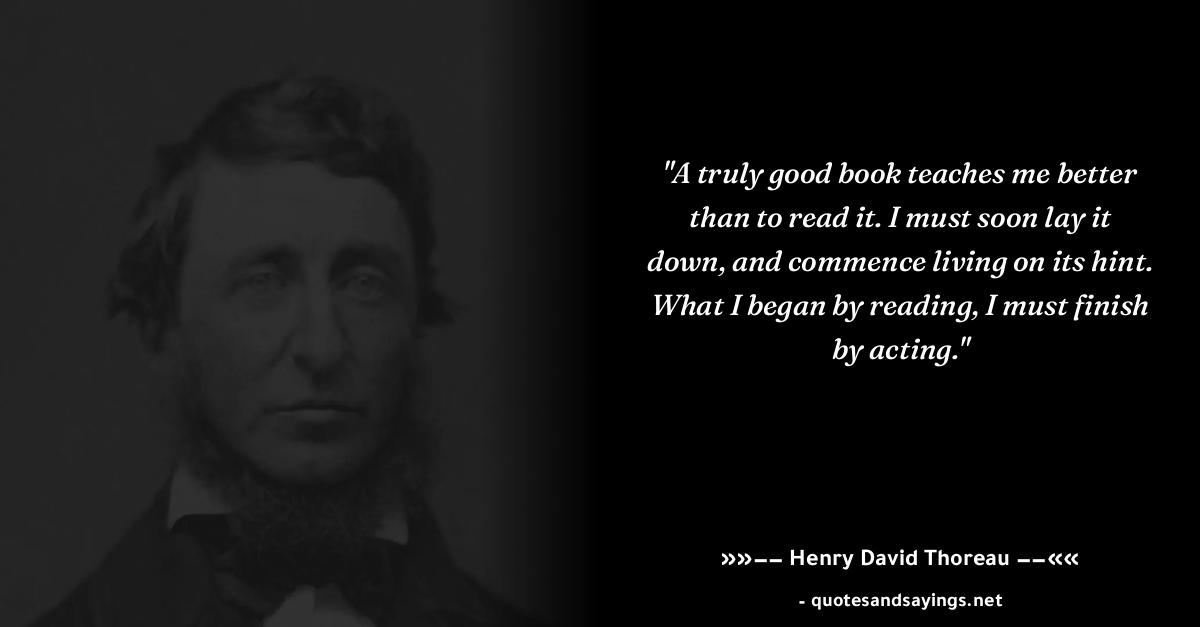 "A truly good book teaches me better
than to read it. I must soon lay it
down, and commence living on its hint.
What I began by reading, I must finish
by acting."
»»−− Henry David Thoreau −−««
- quotesandsayings.net